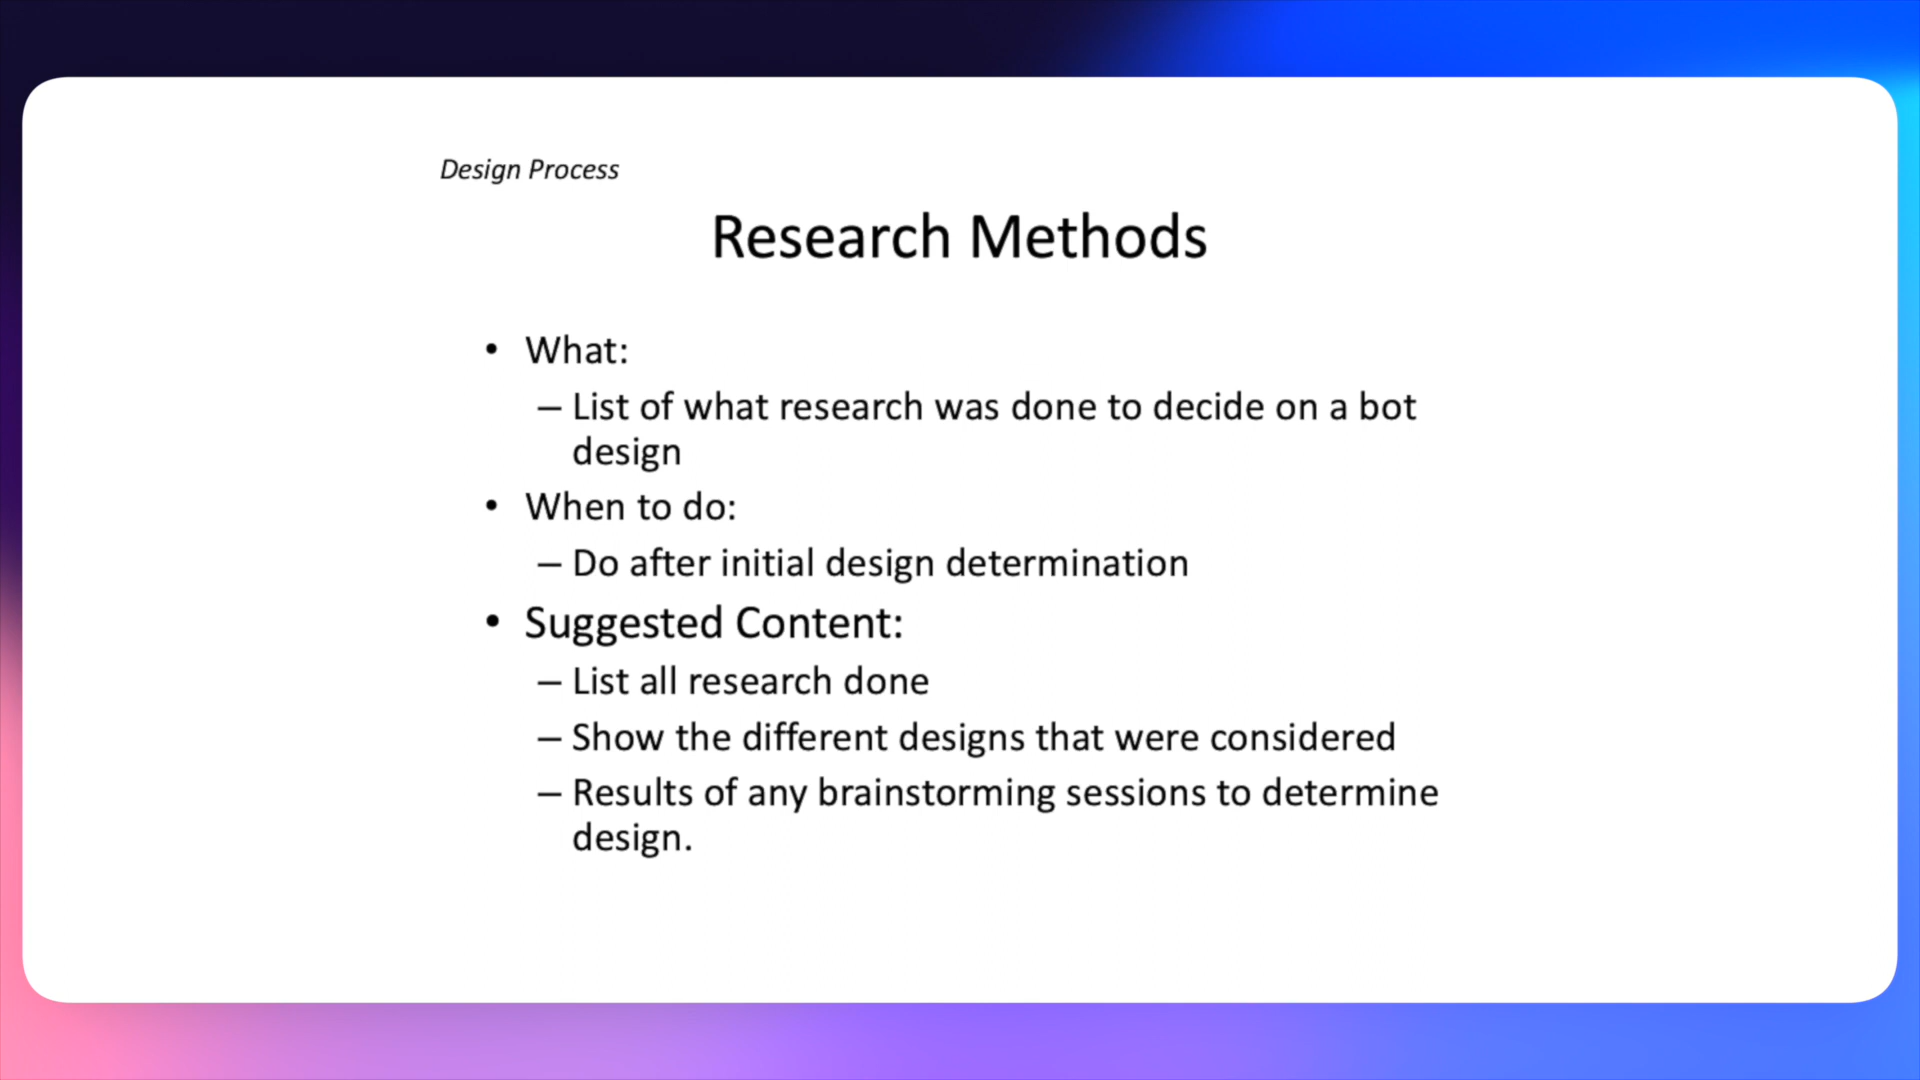 Design Process
Research Methods
• What:
– List of what research was done to decide on a bot
design
• When to do:
– Do after initial design determination
• Suggested Content:
– List all research done
– Show the different designs that were considered
– Results of any brainstorming sessions to determine
design.